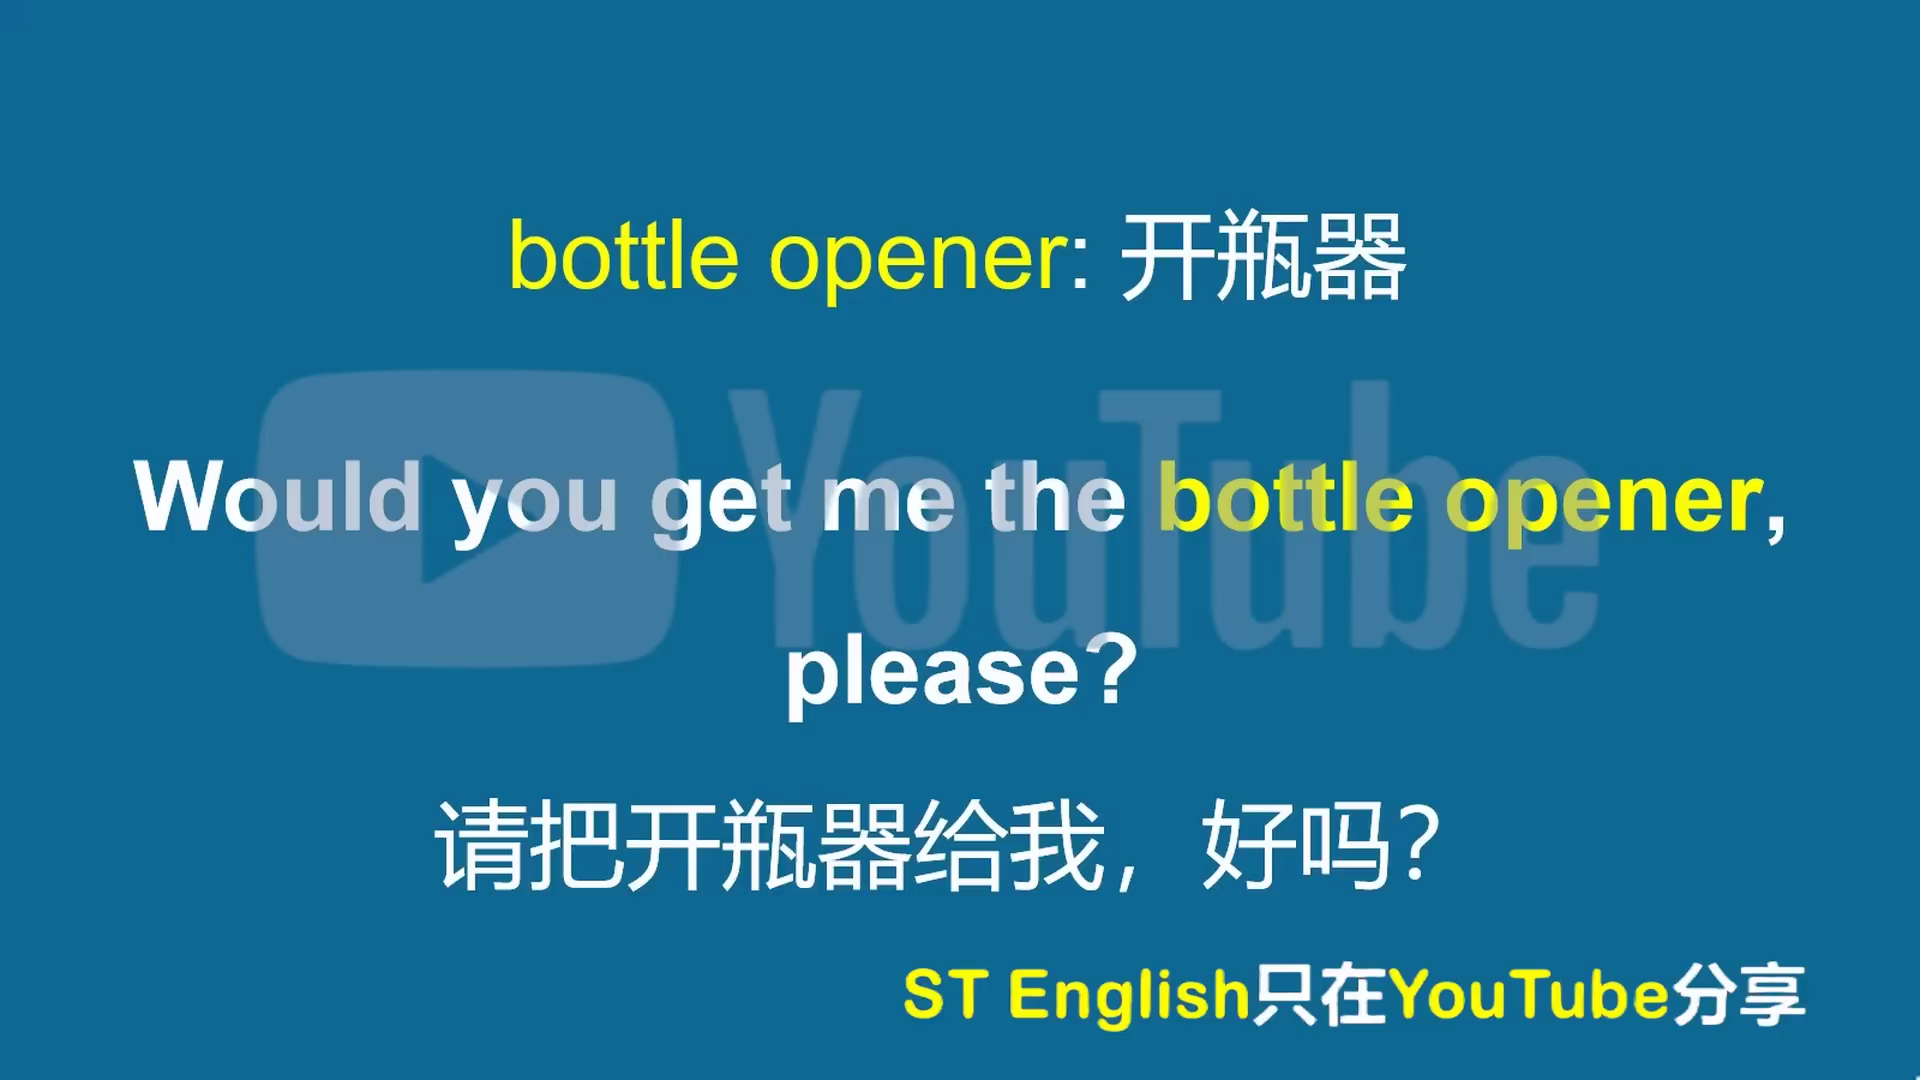 bottle opener: 开瓶器
YouTube
Would you get me the bottle opener,
please?
请把开瓶器给我，好吗？
ST English只在YouTube分享